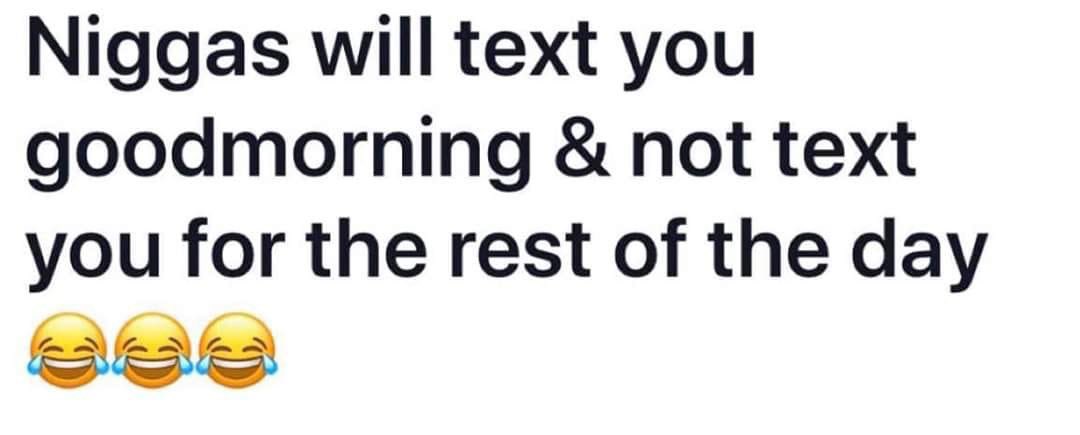 Niggas will text you
goodmorning & not text
you for the rest of the day
😂😂😂